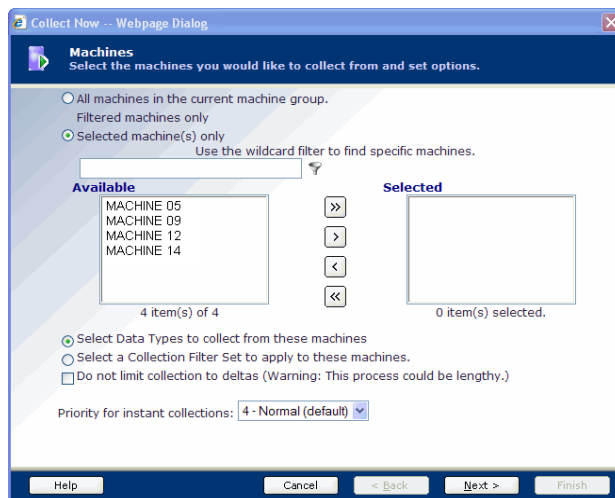 Collect Now -- Webpage Dialog
Machines
Select the machines you would like to collect from and set options.
All machines in the current machine group.
Filtered machines only
Selected machine(s) only
Use the wildcard filter to find specific machines.
Available
Selected
MACHINE 05
MACHINE 09
MACHINE 12
MACHINE 14
>>
>
<
<<
4 item(s) of 4
0 item(s) selected.
Select Data Types to collect from these machines
Select a Collection Filter Set to apply to these machines.
Do not limit collection to deltas (Warning: This process could be lengthy.)
Priority for instant collections: 4 - Normal (default)
Help
Cancel
< Back
Next >
Finish